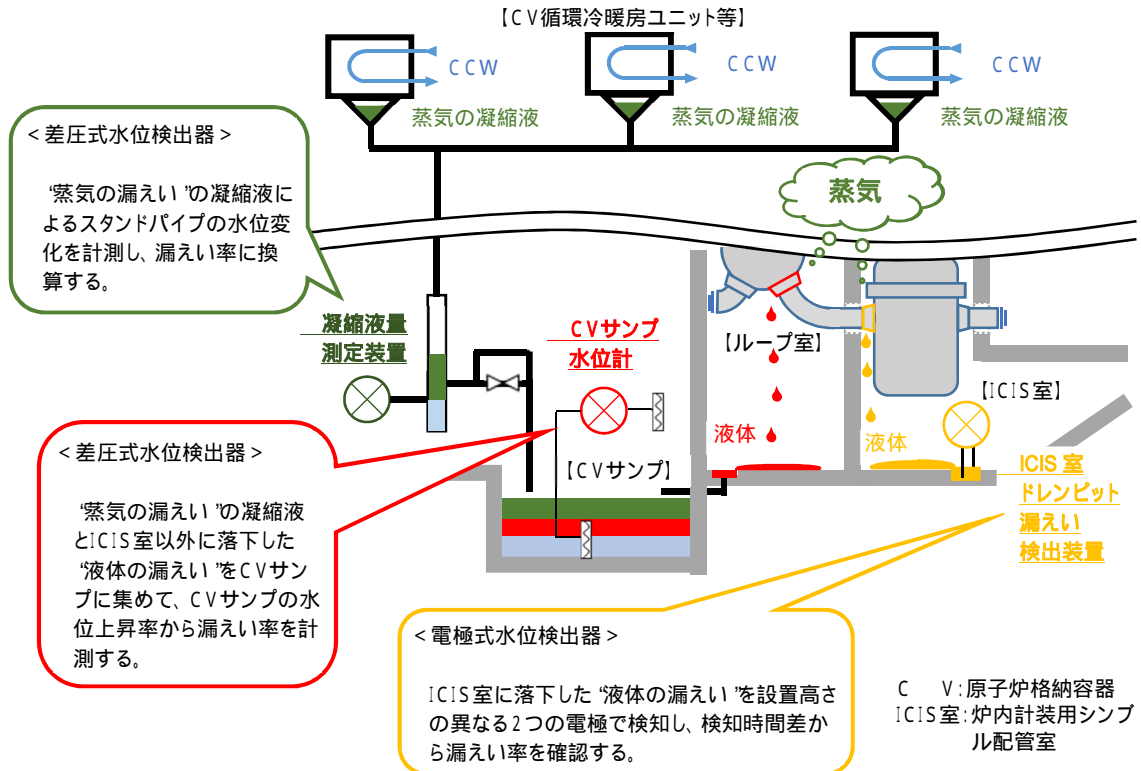 【CV循環冷暖房ユニット等】
CCW
CCW
CCW
蒸気の凝縮液
蒸気の凝縮液
蒸気の凝縮液
<差圧式水位検出器>
“蒸気の漏えい”の凝縮液に
よるスタンドパイプの水位変
化を計測し、漏えい率に換
算する。
蒸気
凝縮液量
測定装置
CVサンプ
水位計
【ループ室】
【ICIS室】
液体
液体
【CVサンプ】
ICIS室
ドレンピット
漏えい
検出装置
<差圧式水位検出器>
“蒸気の漏えい”の凝縮液
とICIS室以外に落下した
“液体の漏えい”をCVサン
プに集めて、CVサンプの水
位上昇率から漏えい率を計
測する。
<電極式水位検出器>
ICIS室に落下した“液体の漏えい”を設置高さ
の異なる2つの電極で検知し、検知時間差か
ら漏えい率を確認する。
C V:原子炉格納容器
ICIS室:炉内計装用シンブ
ル配管室